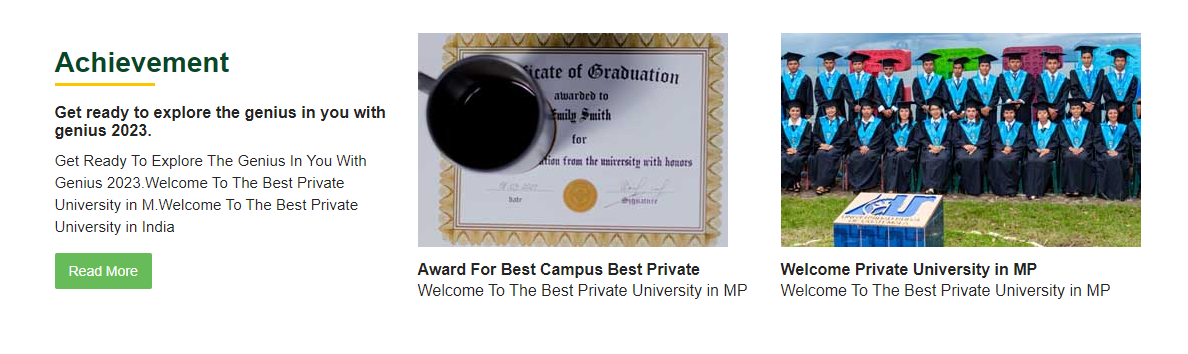 Achievement
Get ready to explore the genius in you with
genius 2023.
Get Ready To Explore The Genius In You With
Genius 2023.Welcome To The Best Private
University in M.Welcome To The Best Private
University in India
Read More
ficate of Graduation
awarded to
Emily Smith
for
ation from the university with honors
date
Signature
Award For Best Campus Best Private
Welcome To The Best Private University in MP
Welcome Private University in MP
Welcome To The Best Private University in MP